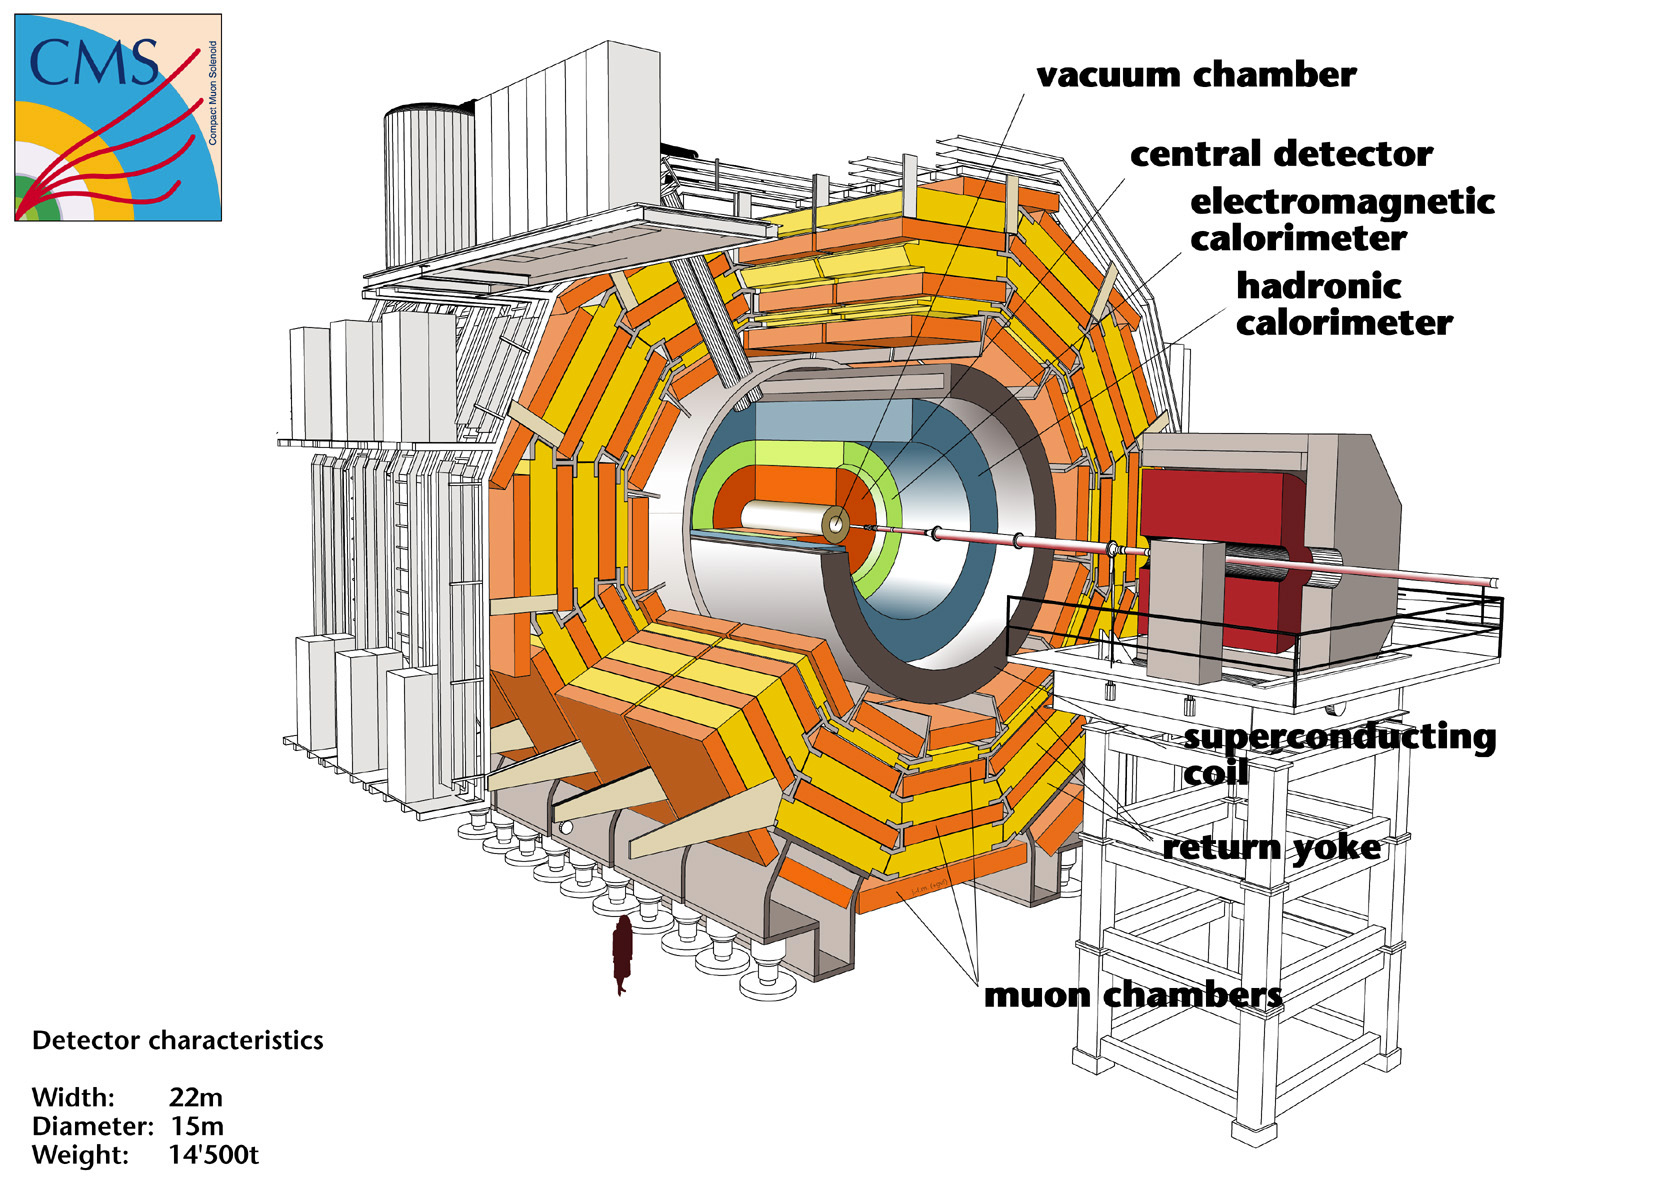 CMS
Compact Muon Solenoid
vacuum chamber
central detector
electromagnetic
calorimeter
hadronic
calorimeter
superconducting
coil
return yoke
muon chambers
Detector characteristics
Width: 22m
Diameter: 15m
Weight: 14'500t